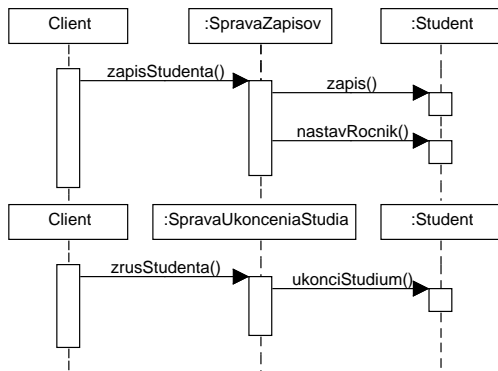 Client :SpravaZapisov :Student
zapisStudenta() zapis()
nastavRocnik()
Client :SpravaUkonceniaStudia :Student
zrusStudenta() ukonciStudium()